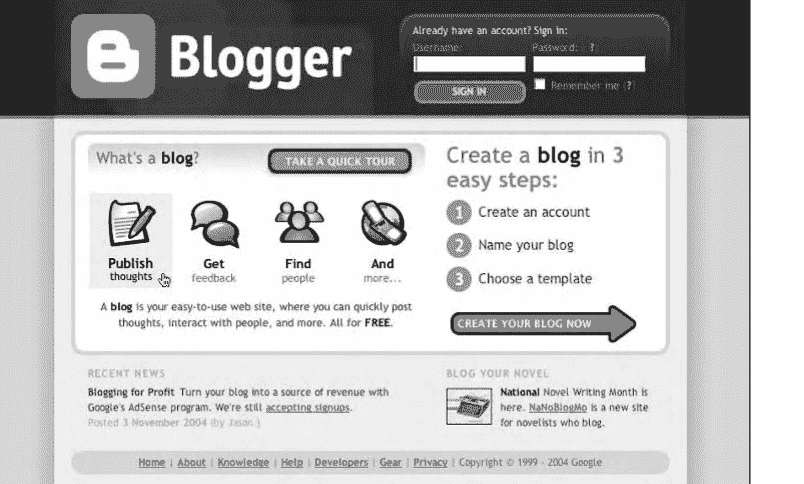 Blogger
Already have an account? Sign in:
Username: Password: ( ? )
SIGN IN
Remember me (?)
What's a blog?
TAKE A QUICK TOUR
Publish
thoughts
Get
feedback
Find
people
And
more...
A blog is your easy-to-use web site, where you can quickly post
thoughts, interact with people, and more. All for FREE.
Create a blog in 3
easy steps:
1 Create an account
2 Name your blog
3 Choose a template
CREATE YOUR BLOG NOW
RECENT NEWS
Blogging for Profit Turn your blog into a source of revenue with
Google's AdSense program. We're still accepting signups.
Posted 3 November 2004 (by Jason )
BLOG YOUR NOVEL
National Novel Writing Month is
here. NaNoBlogMo is a new site
for novelists who blog.
Home | About | Knowledge | Help | Developers | Gear | Privacy | Copyright © 1999 - 2004 Google